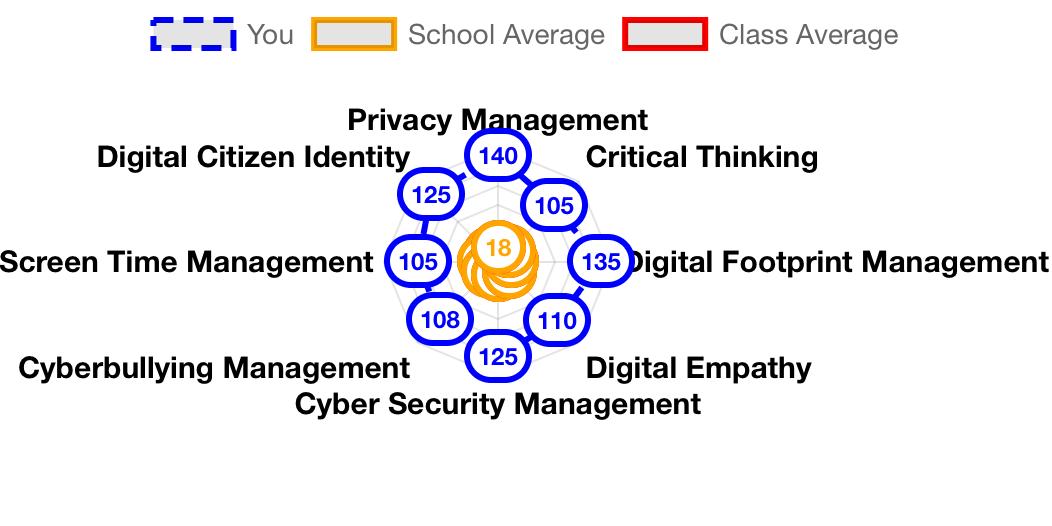 You School Average Class Average
Privacy Management
Digital Citizen Identity
Critical Thinking
140
125
105
18
Screen Time Management
105
135
Digital Footprint Management
108
110
125
Cyberbullying Management
Digital Empathy
Cyber Security Management